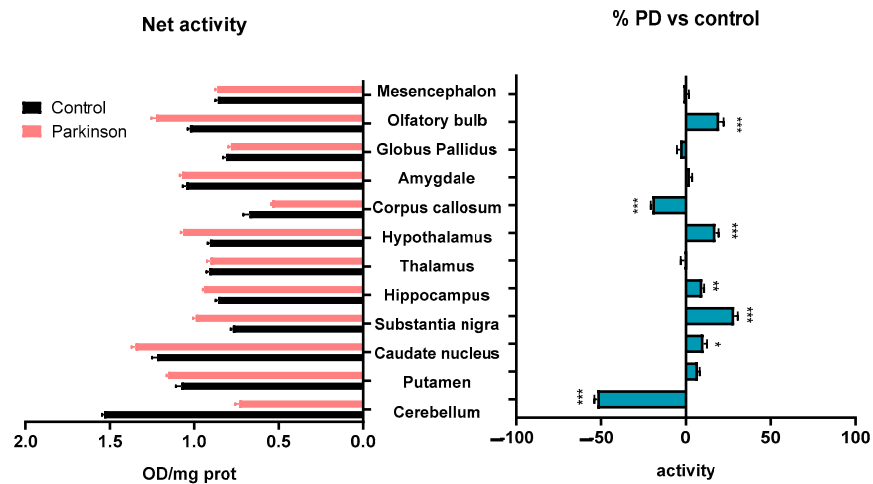 Net activity
% PD vs control
Control
Parkinson
Mesencephalon
Olfatory bulb
***
Globus Pallidus
Amygdale
Corpus callosum
***
Hypothalamus
***
Thalamus
Hippocampus
**
Substantia nigra
***
Caudate nucleus
*
Putamen
Cerebellum
***
2.0 1.5 1.0 0.5 0.0
−100 −50 0 50 100
OD/mg prot
activity